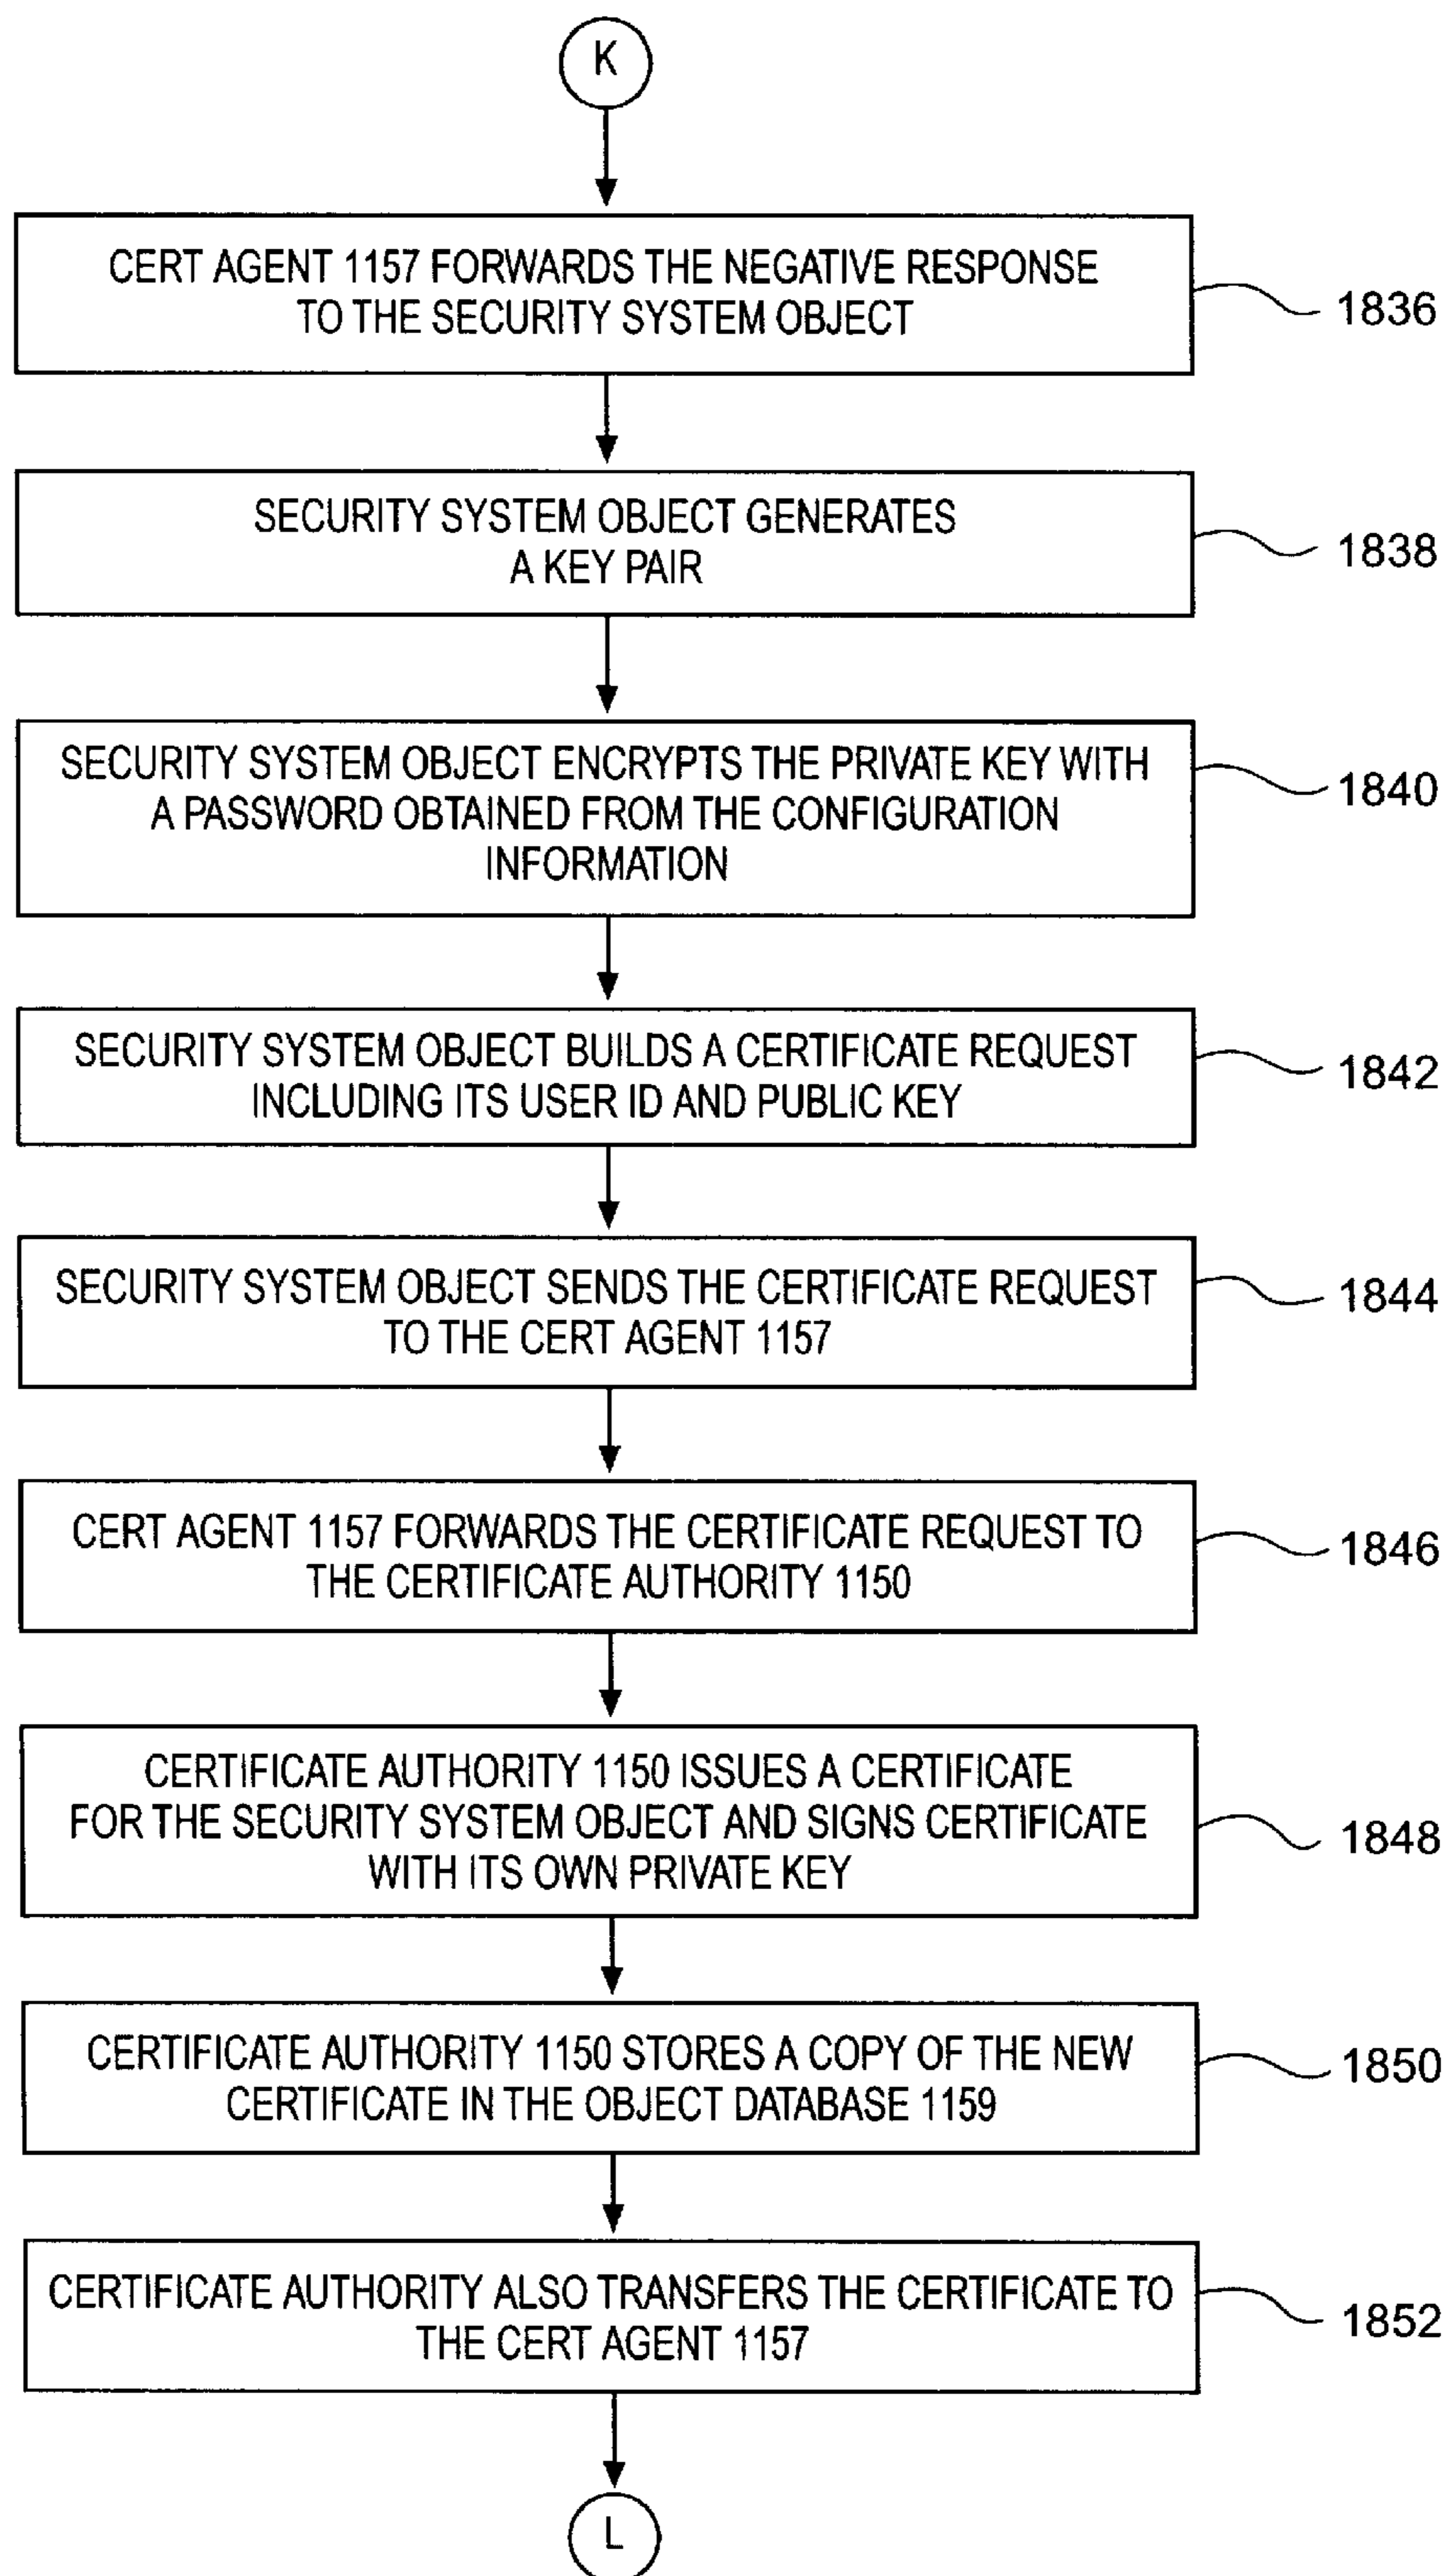 K
CERT AGENT 1157 FORWARDS THE NEGATIVE RESPONSE
TO THE SECURITY SYSTEM OBJECT
1836
SECURITY SYSTEM OBJECT GENERATES
A KEY PAIR
1838
SECURITY SYSTEM OBJECT ENCRYPTS THE PRIVATE KEY WITH
A PASSWORD OBTAINED FROM THE CONFIGURATION
INFORMATION
1840
SECURITY SYSTEM OBJECT BUILDS A CERTIFICATE REQUEST
INCLUDING ITS USER ID AND PUBLIC KEY
1842
SECURITY SYSTEM OBJECT SENDS THE CERTIFICATE REQUEST
TO THE CERT AGENT 1157
1844
CERT AGENT 1157 FORWARDS THE CERTIFICATE REQUEST TO
THE CERTIFICATE AUTHORITY 1150
1846
CERTIFICATE AUTHORITY 1150 ISSUES A CERTIFICATE
FOR THE SECURITY SYSTEM OBJECT AND SIGNS CERTIFICATE
WITH ITS OWN PRIVATE KEY
1848
CERTIFICATE AUTHORITY 1150 STORES A COPY OF THE NEW
CERTIFICATE IN THE OBJECT DATABASE 1159
1850
CERTIFICATE AUTHORITY ALSO TRANSFERS THE CERTIFICATE TO
THE CERT AGENT 1157
1852
L